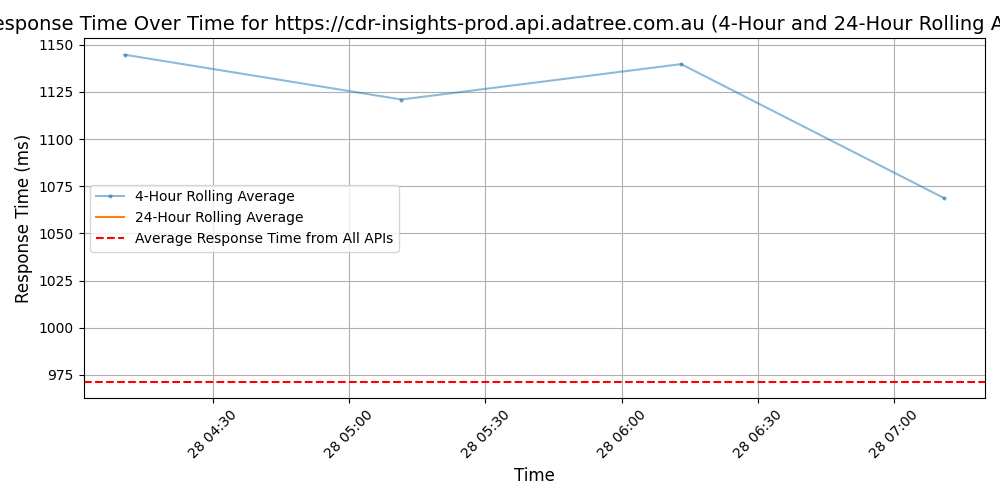 esponse Time Over Time for https://cdr-insights-prod.api.adatree.com.au (4-Hour and 24-Hour Rolling A
1150
1125
1100
1075
1050
1025
1000
975
Response Time (ms)
4-Hour Rolling Average
24-Hour Rolling Average
Average Response Time from All APIs
28 04:30
28 05:00
28 05:30
28 06:00
28 06:30
28 07:00
Time